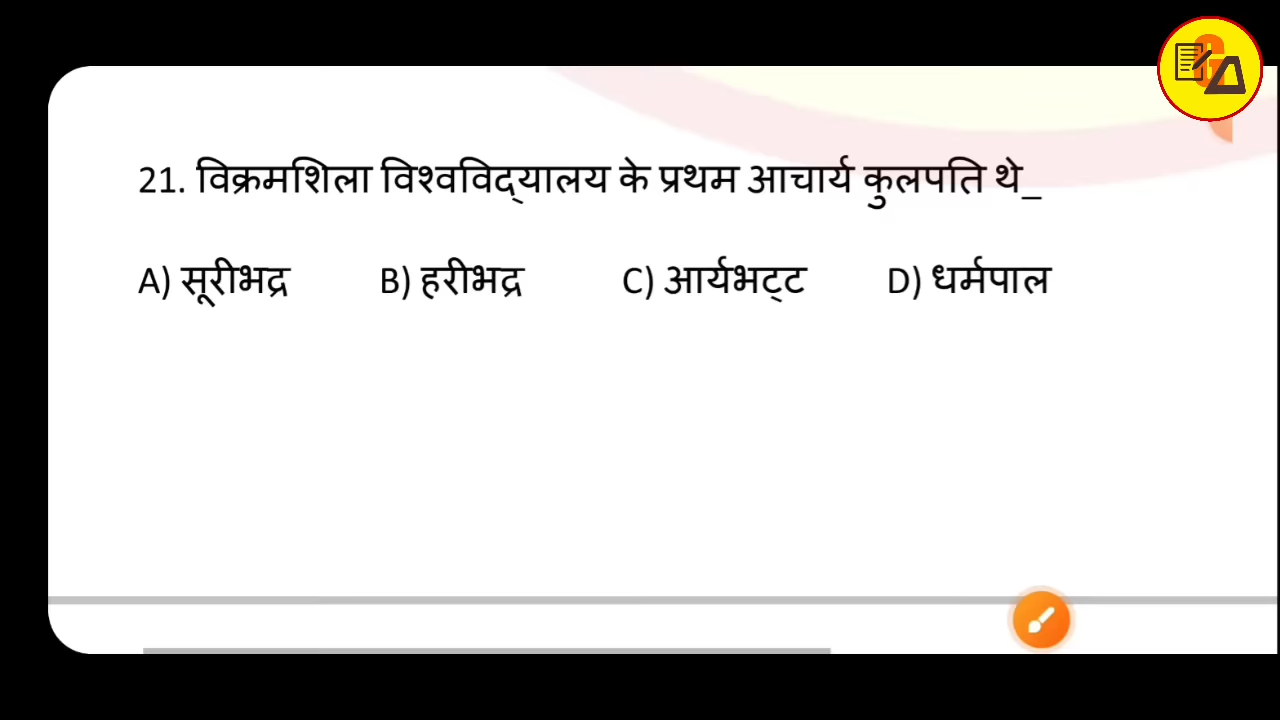 21. विक्रमशिला विश्वविद्यालय के प्रथम आचार्य कुलपति थे_
A) सूरीभद्र B) हरीभद्र C) आर्यभट्ट D) धर्मपाल